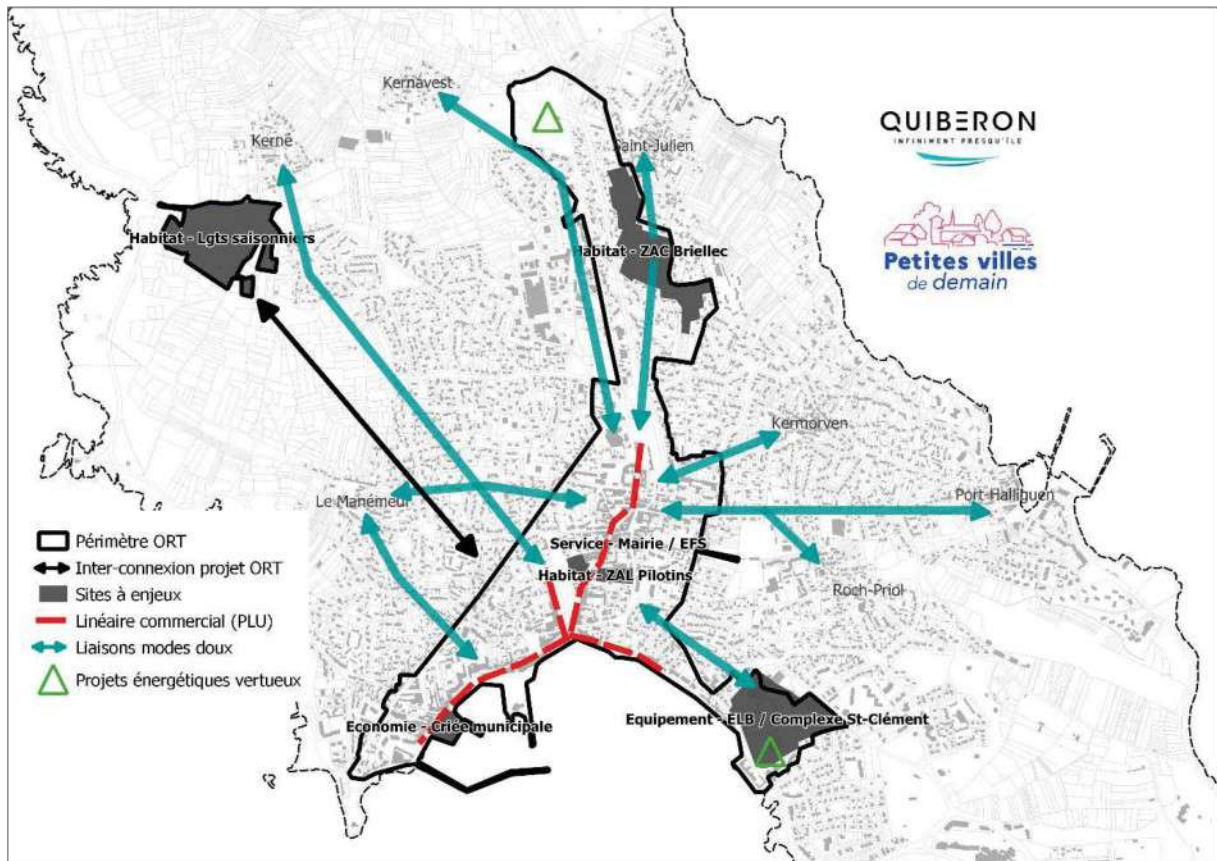 Kernavest
QUIBERON
INFINIMENT PRESQU'ÎLE
Kerné
Saint-Julien
Habitat - Lgts saisonniers
Habitat - ZAC Briellec
Petites villes
de demain
Kermorven
Le Manémeur
Port-Haliguen
Périmètre ORT
Inter-connexion projet ORT
Sites à enjeux
Linéaire commercial (PLU)
Liaisons modes doux
Projets énergétiques vertueux
Service - Mairie / EFS
Habitat - ZAL Pilotins
Roch-Priol
Economie - Criée municipale
Equipement - ELB / Complexe St-Clément